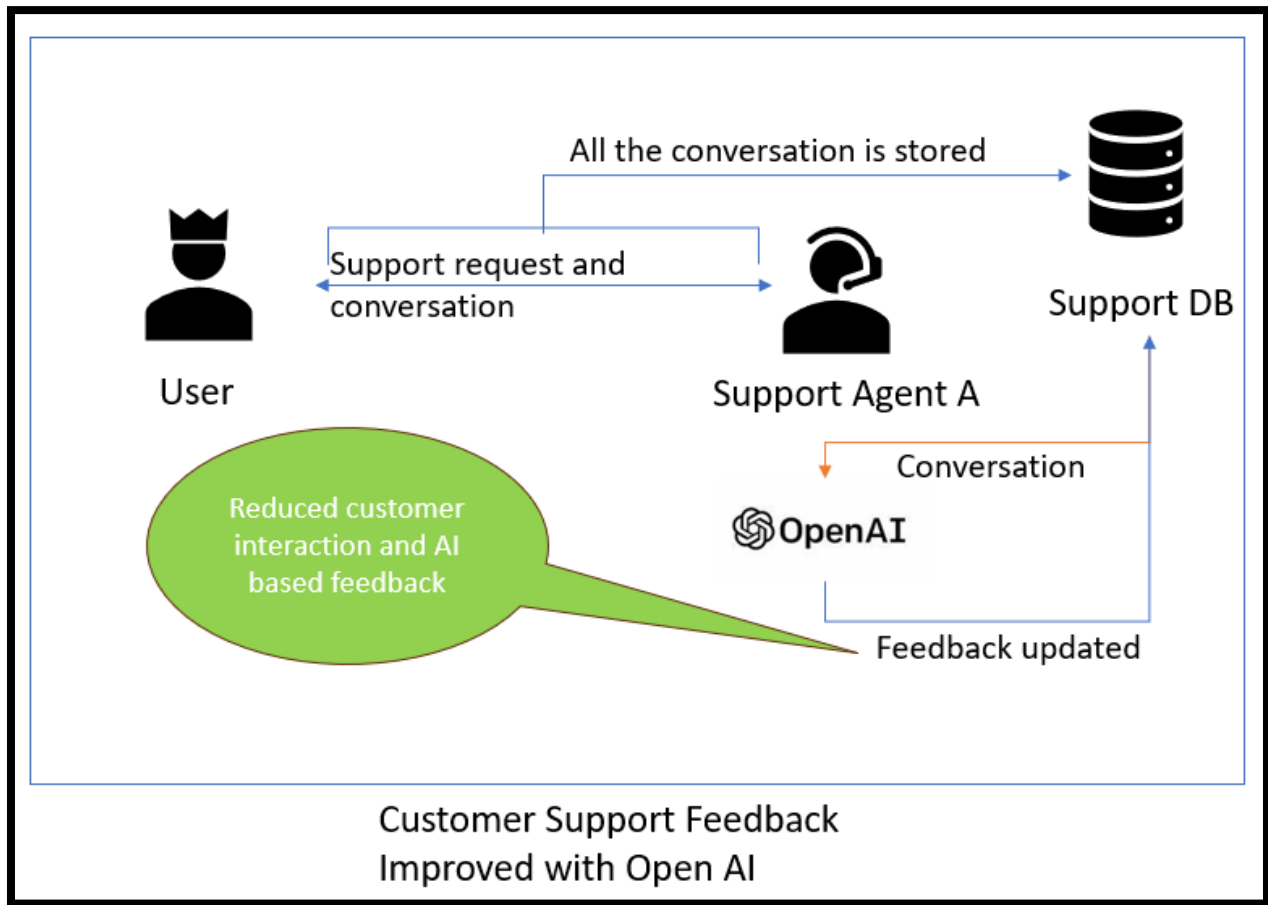 All the conversation is stored
Support request and
conversation
Support DB
User
Support Agent A
Conversation
Reduced customer
interaction and AI
based feedback
OpenAI
Feedback updated
Customer Support Feedback
Improved with Open AI